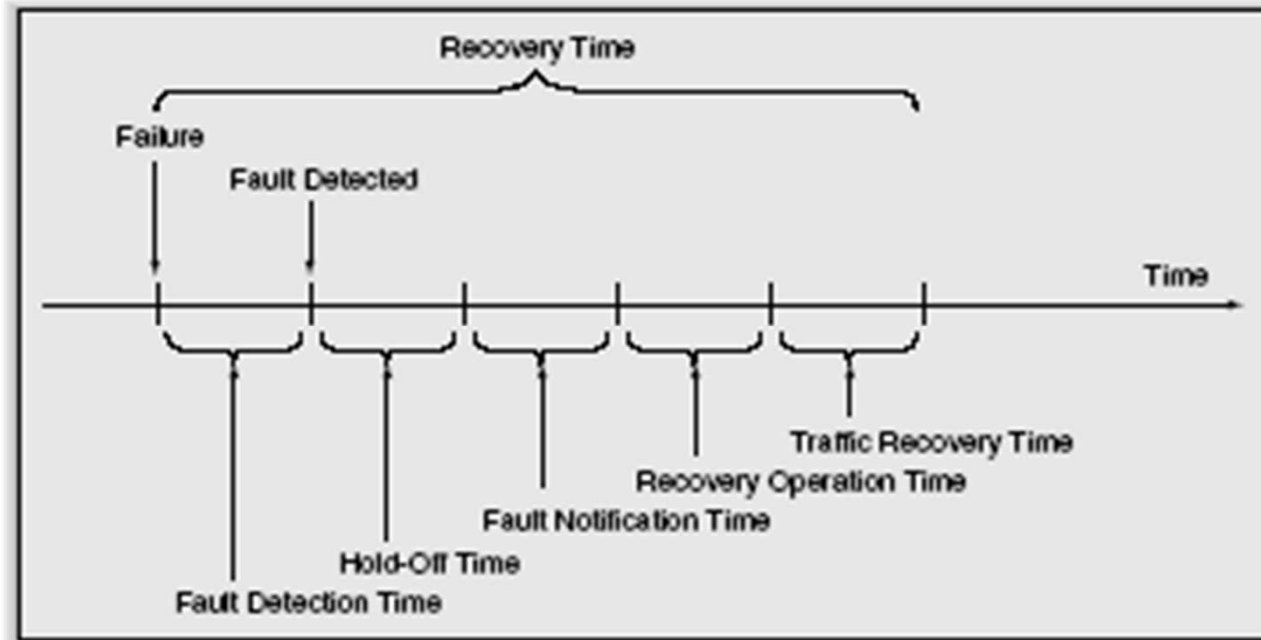 Recovery Time
Failure
Fault Detected
Time
Traffic Recovery Time
Recovery Operation Time
Fault Notification Time
Hold-Off Time
Fault Detection Time